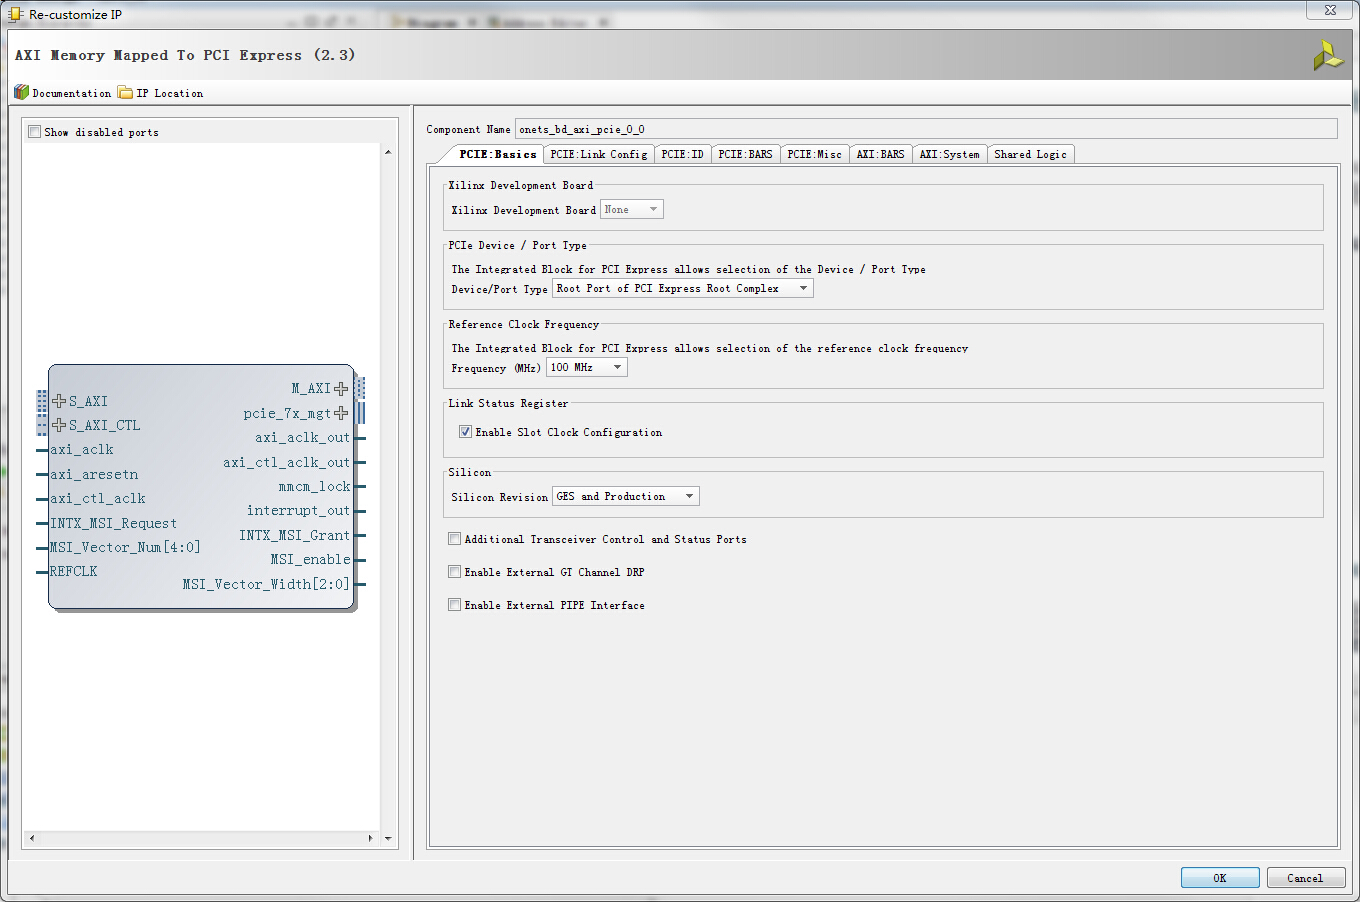 Re-customize IP
AXI Memory Mapped To PCI Express (2.3)
Documentation IP Location
Show disabled ports
S_AXI
S_AXI_CTL
axi_aclk
axi_aresetn
axi_ctl_aclk
INTX_MSI_Request
MSI_Vector_Num[4:0]
REFCLK
M_AXI
pcie_7x_mgt
axi_aclk_out
axi_ctl_aclk_out
mmcm_lock
interrupt_out
INTX_MSI_Grant
MSI_enable
MSI_Vector_Width[2:0]
Component Name onets_bd_axi_pcie_0_0
PCIE:Basics PCIE:Link Config PCIE:ID PCIE:BARS PCIE:Misc AXI:BARS AXI:System Shared Logic
Xilinx Development Board
Xilinx Development Board None
PCIe Device / Port Type
The Integrated Block for PCI Express allows selection of the Device / Port Type
Device/Port Type Root Port of PCI Express Root Complex
Reference Clock Frequency
The Integrated Block for PCI Express allows selection of the reference clock frequency
Frequency (MHz) 100 MHz
Link Status Register
Enable Slot Clock Configuration
Silicon
Silicon Revision GES and Production
Additional Transceiver Control and Status Ports
Enable External GT Channel DRP
Enable External PIPE Interface
OK Cancel